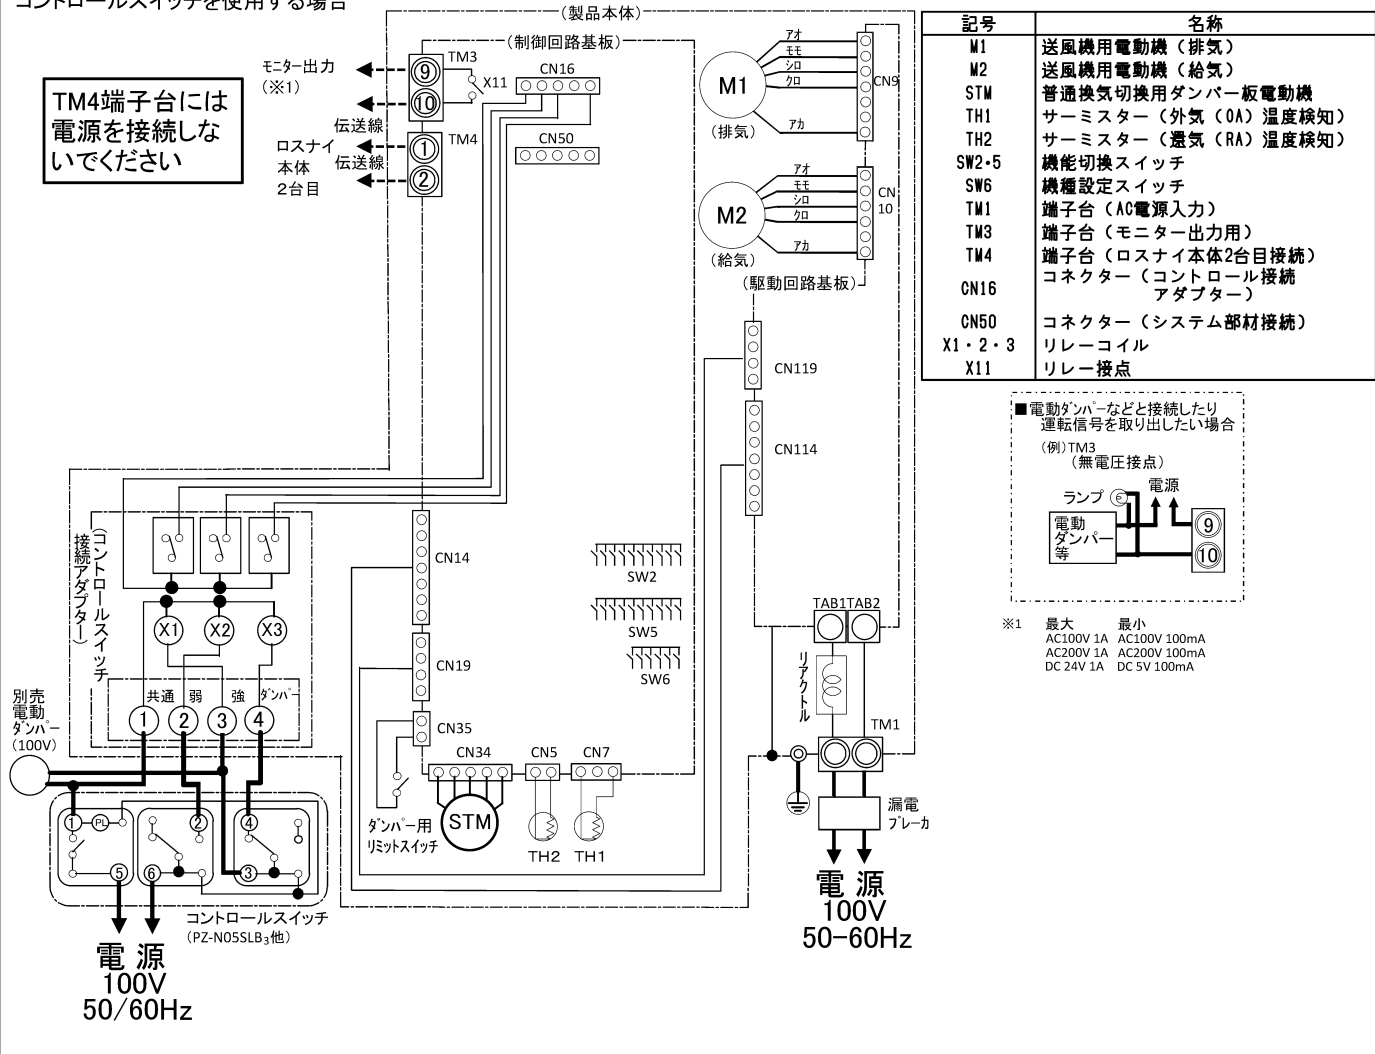 コントロールスイッチを使用する場合
TM4端子台には
電源を接続しな
いでください
(製品本体)
(制御回路基板)
モニター出力
(※1)
伝送線
ロスナイ
本体
2台目
伝送線
⑨
⑩
TM3
X11
①
②
TM4
CN16
CN50
M1
(排気)
アオ
モモ
シロ
クロ
アカ
CN9
M2
(給気)
アオ
モモ
シロ
クロ
アカ
CN
10
(駆動回路基板)
CN119
CN114
記号 名称
M1 送風機用電動機（排気）
M2 送風機用電動機（給気）
STM 普通換気切換用ダンパー板電動機
TH1 サーミスター（外気（OA）温度検知）
TH2 サーミスター（還気（RA）温度検知）
SW2・5 機能切換スイッチ
SW6 機種設定スイッチ
TM1 端子台（AC電源入力）
TM3 端子台（モニター出力用）
TM4 端子台（ロスナイ本体2台目接続）
CN16 コネクター（コントロール接続
アダプター）
CN50 コネクター（システム部材接続）
X1・2・3 リレーコイル
X11 リレー接点
■電動ダンパーなどと接続したり
運転信号を取り出したい場合
(例)TM3
(無電圧接点)
ランプ
電源
電動
ダンパー
等
⑨
⑩
※1 最大 最小
AC100V 1A AC100V 100mA
AC200V 1A AC200V 100mA
DC 24V 1A DC 5V 100mA
(コントロールスイッチ
接続アダプター)
X1 X2 X3
共通 弱 強 ダンパー
① ② ③ ④
別売
電動
ダンパー
(100V)
① PL ② ④
⑤ ⑥ ③
コントロールスイッチ
(PZ-N05SLB3他)
電源
100V
50/60Hz
CN14
CN19
CN35
CN34
CN5
CN7
ダンパー用
リミットスイッチ
STM
TH2
TH1
SW2
SW5
SW6
TAB1 TAB2
リアクトル
TM1
漏電
ブレーカ
電源
100V
50-60Hz